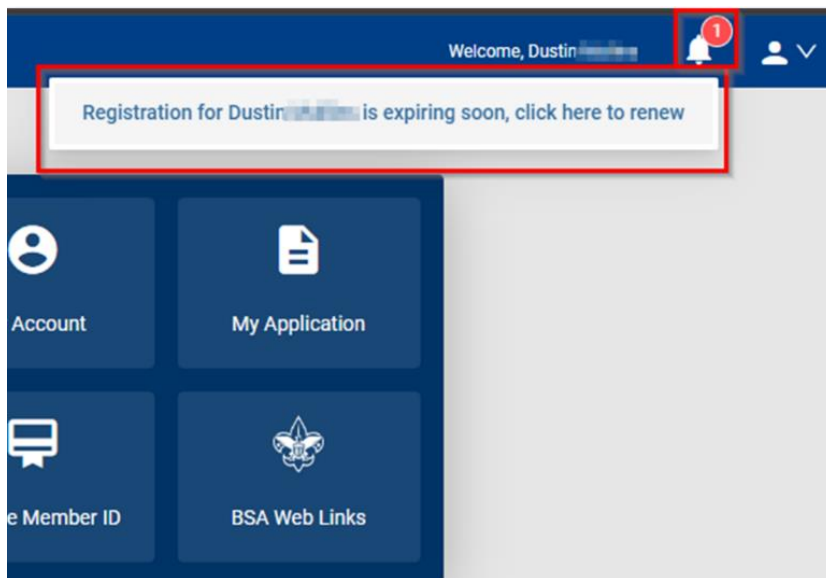 Welcome, Dustin
1
Registration for Dustin is expiring soon, click here to renew
Account
My Application
e Member ID
BSA Web Links